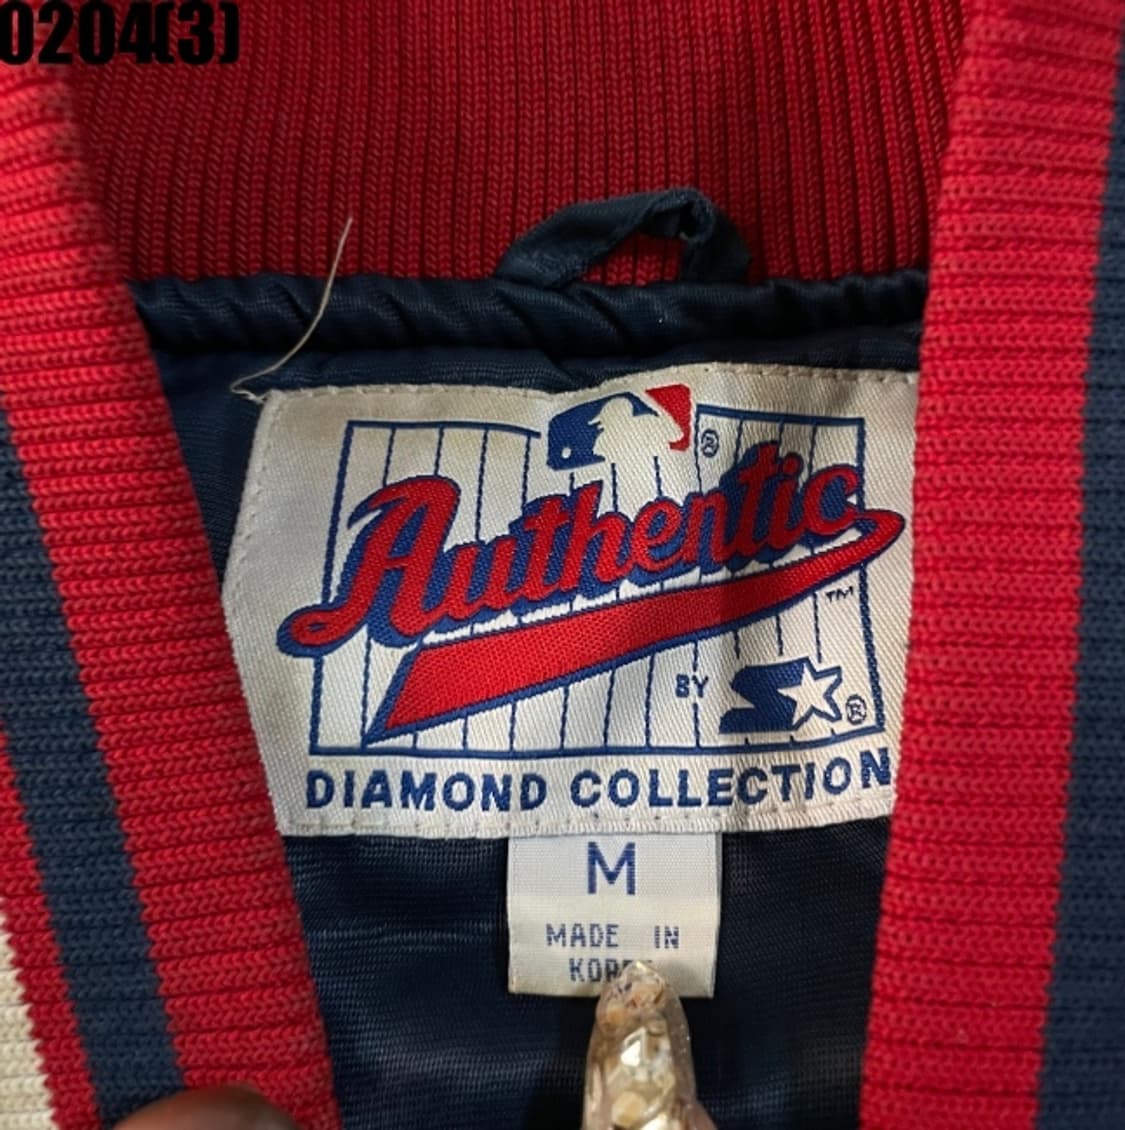 0204(3)
Authentic
BY
DIAMOND COLLECTION
M
MADE IN